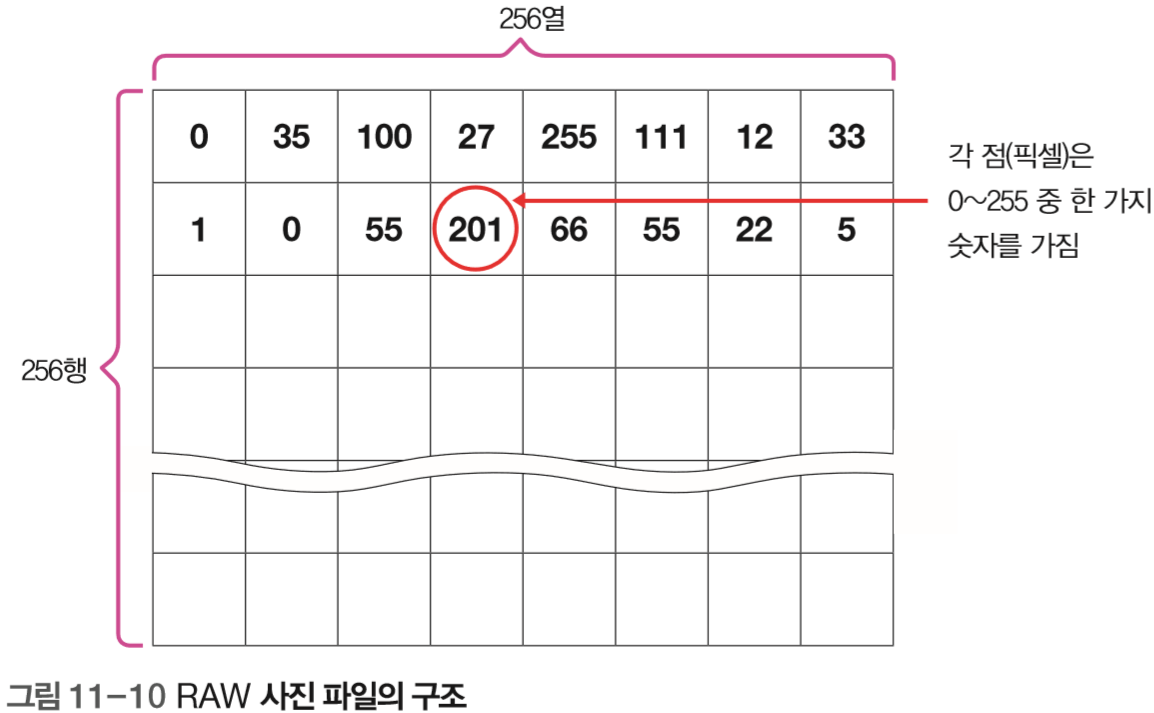 256열
0 35 100 27 255 111 12 33
1 0 55 201 66 55 22 5
각 점(픽셀)은
0~255 중 한 가지
숫자를 가짐
256행
그림 11-10 RAW 사진 파일의 구조